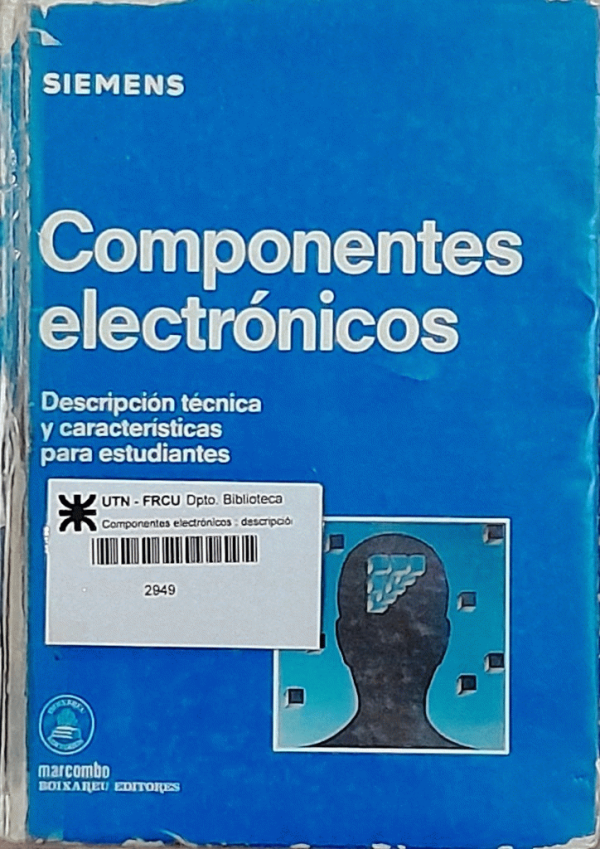 SIEMENS
Componentes
electrónicos
Descripción técnica
y características
para estudiantes
UTN - FRCU Dpto. Biblioteca
Componentes electrónicos : descripció
2949
marcombo
BOIXAREU EDITORES